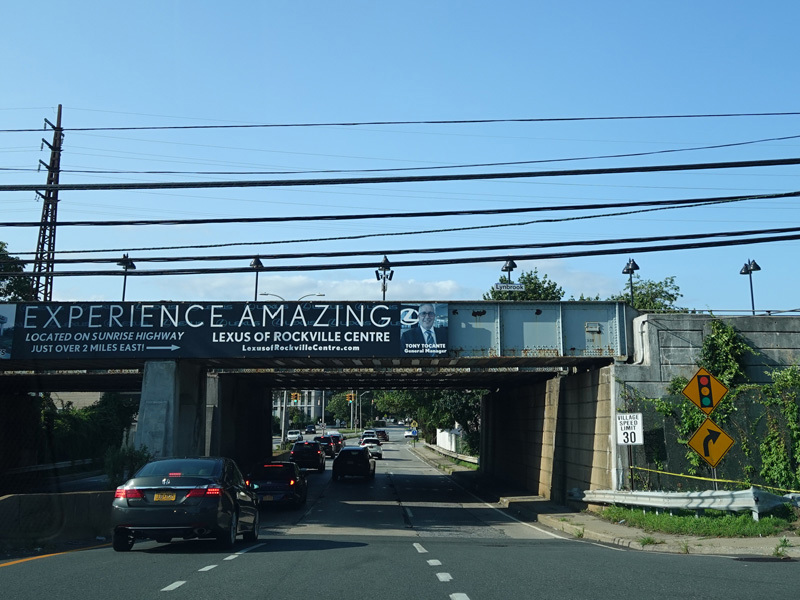 Lynbrook
EXPERIENCE AMAZING
LOCATED ON SUNRISE HIGHWAY
JUST OVER 2 MILES EAST!
LEXUS OF ROCKVILLE CENTRE
LexusofRockvilleCentre.com
TONY TOCANTE
General Manager
VILLAGE
SPEED
LIMIT
30